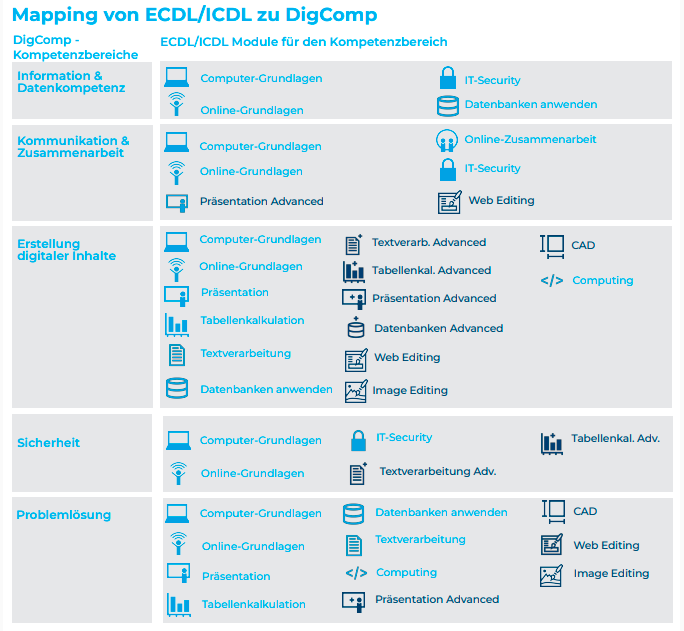 Mapping von ECDL/ICDL zu DigComp
DigComp -
Kompetenzbereiche
ECDL/ICDL Module für den Kompetenzbereich
Information &
Datenkompetenz
Computer-Grundlagen
Online-Grundlagen
IT-Security
Datenbanken anwenden
Kommunikation &
Zusammenarbeit
Computer-Grundlagen
Online-Grundlagen
Präsentation Advanced
Online-Zusammenarbeit
IT-Security
Web Editing
Erstellung
digitaler Inhalte
Computer-Grundlagen
Online-Grundlagen
Präsentation
Tabellenkalkulation
Textverarbeitung
Datenbanken anwenden
Textverarb. Advanced
Tabellenkal. Advanced
Präsentation Advanced
Datenbanken Advanced
Web Editing
Image Editing
CAD
</> Computing
Sicherheit
Computer-Grundlagen
Online-Grundlagen
IT-Security
Textverarbeitung Adv.
Tabellenkal. Adv.
Problemlösung
Computer-Grundlagen
Online-Grundlagen
Präsentation
Tabellenkalkulation
Datenbanken anwenden
Textverarbeitung
</> Computing
Präsentation Advanced
CAD
Web Editing
Image Editing